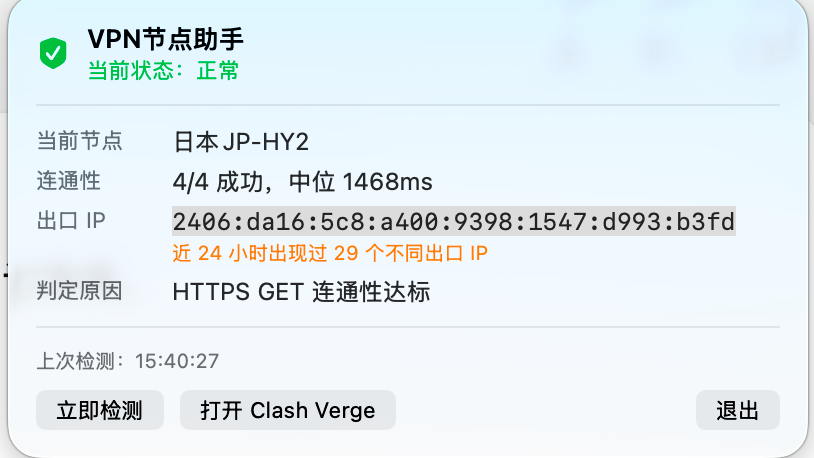 VPN节点助手
当前状态：正常
当前节点 日本 JP-HY2
连通性 4/4 成功，中位 1468ms
出口 IP 2406:da16:5c8:a400:9398:1547:d993:b3fd
近 24 小时出现过 29 个不同出口 IP
判定原因 HTTPS GET 连通性达标
上次检测：15:40:27
立即检测 打开 Clash Verge 退出